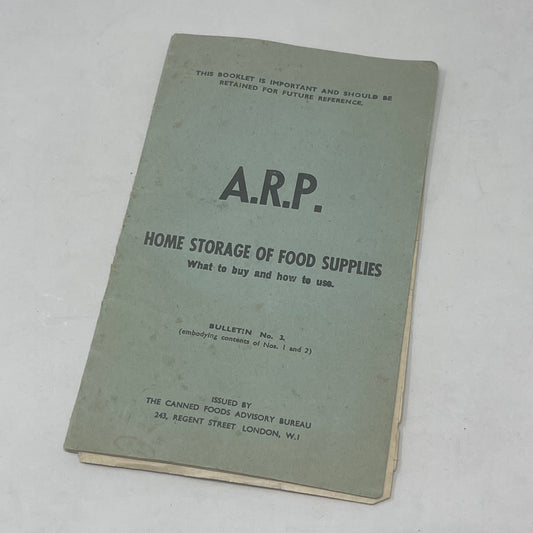 THIS BOOKLET IS IMPORTANT AND SHOULD BE
RETAINED FOR FUTURE REFERENCE.
A.R.P.
HOME STORAGE OF FOOD SUPPLIES
What to buy and how to use.
BULLETIN No. 3.
(embodying contents of Nos. 1 and 2)
ISSUED BY
THE CANNED FOODS ADVISORY BUREAU
243, REGENT STREET LONDON, W.1